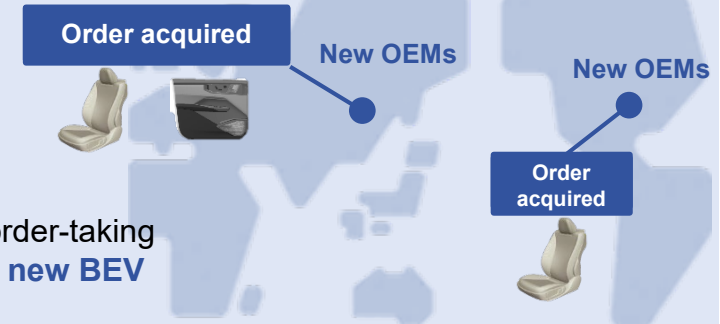 Order acquired
New OEMs
New OEMs
Order
acquired
order-taking
new BEV